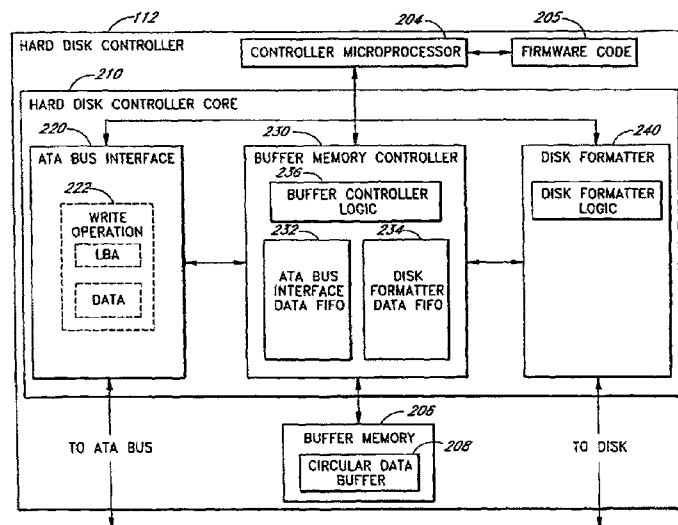 112
HARD DISK CONTROLLER
204
CONTROLLER MICROPROCESSOR
205
FIRMWARE CODE
210
HARD DISK CONTROLLER CORE
220
ATA BUS INTERFACE
222
WRITE
OPERATION
LBA
DATA
230
BUFFER MEMORY CONTROLLER
236
BUFFER CONTROLLER
LOGIC
232
ATA BUS
INTERFACE
DATA FIFO
234
DISK
FORMATTER
DATA FIFO
240
DISK FORMATTER
DISK FORMATTER
LOGIC
TO ATA BUS
206
BUFFER MEMORY
208
CIRCULAR DATA
BUFFER
TO DISK